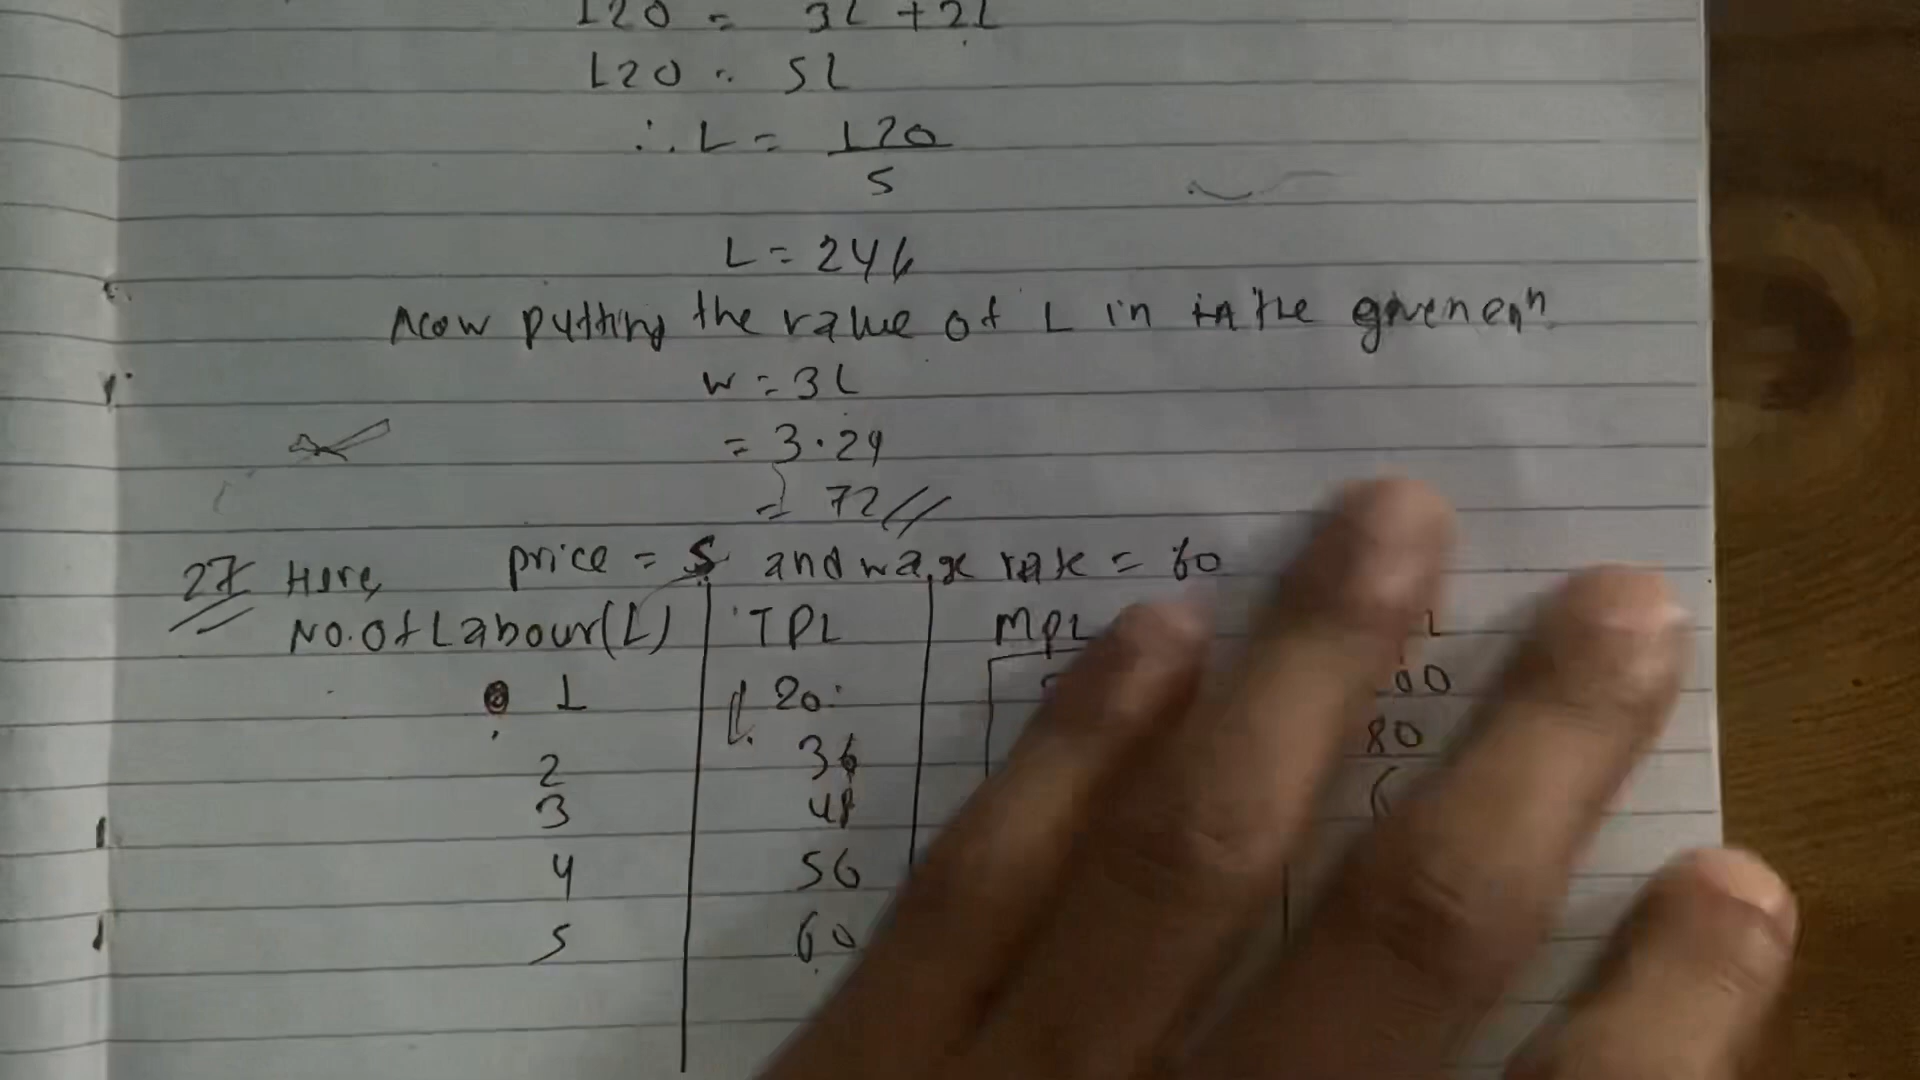 120 = 3L + 2L
120 = 5L
∴ L = 120
5
L = 24
Now putting the value of L in in the given eqn
W = 3L
= 3.24
= 72//
27 Here, price = 5 and wage rate = 60
No. Of Labour (L) TPL MPL L
1 20 00
2 36 80
3 48
4 56
5 60